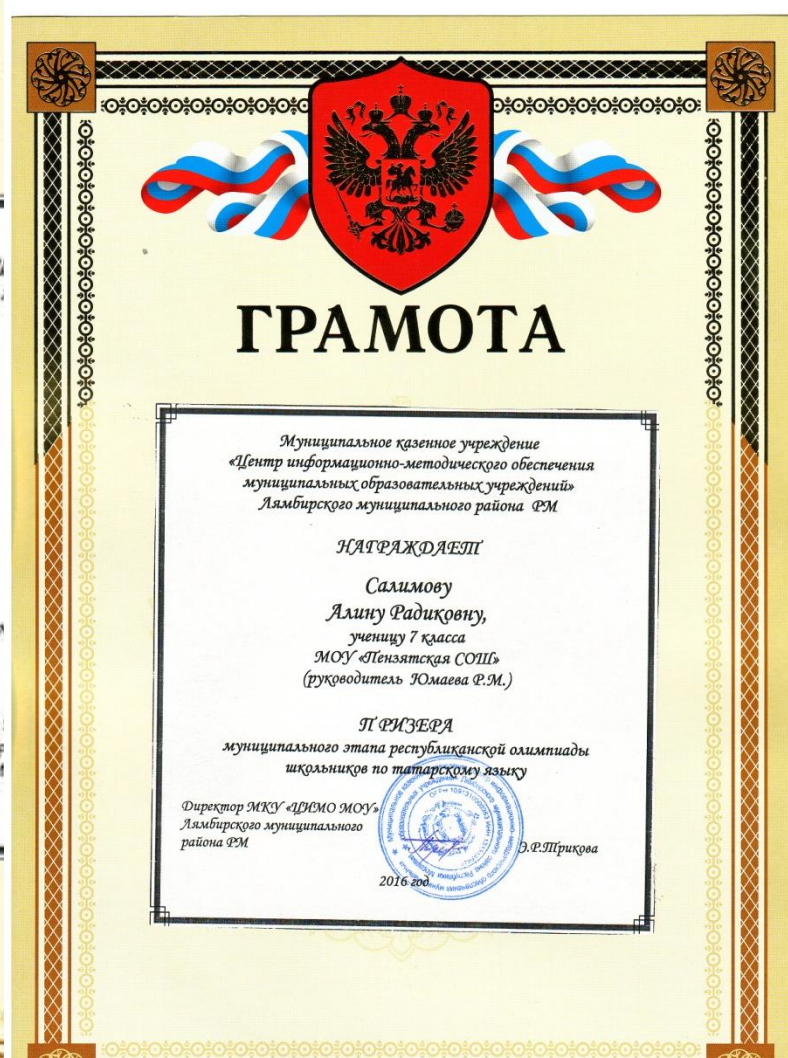 ГРАМОТА
Муниципальное казенное учреждение
«Центр информационно-методического обеспечения
муниципальных образовательных учреждений»
Лямбирского муниципального района РМ
НАГРАЖДАЕТ
Салимову
Алину Радиковну,
ученицу 7 класса
МОУ «Пензятская СОШ»
(руководитель Юмаева Р.М.)
П РИЗЕРА
муниципального этапа республиканской олимпиады
школьников по татарскому языку
Директор МКУ «ЦИМО МОУ»
Лямбирского муниципального
района РМ
Э.Р.Трикова
2016 год